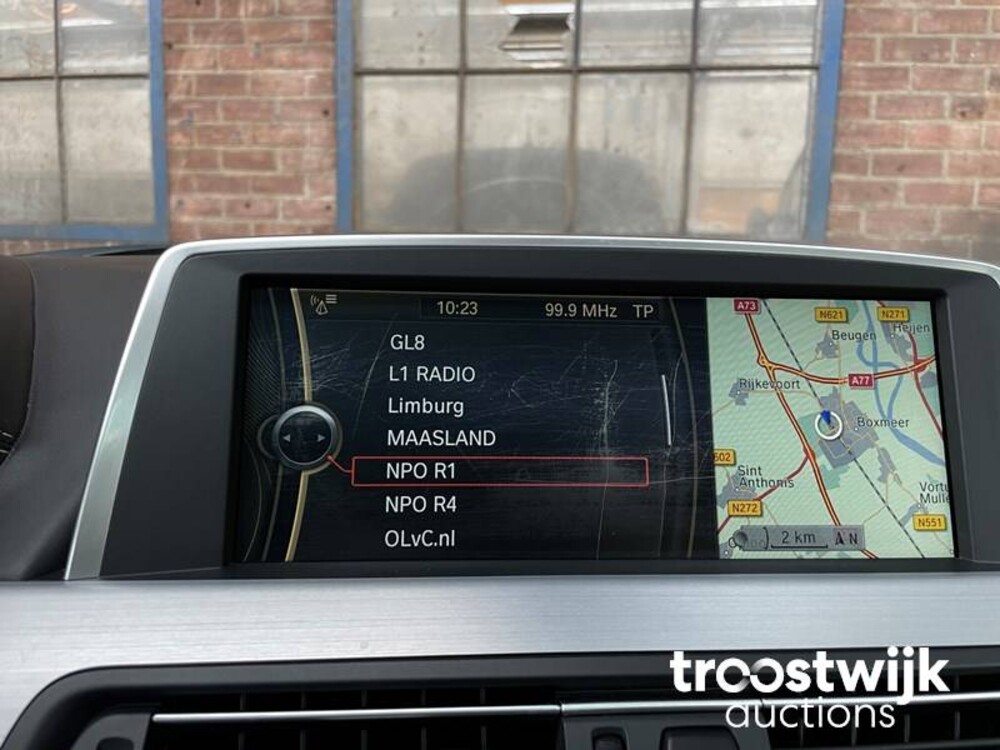 10:23 99.9 MHz TP
GL8
L1 RADIO
Limburg
MAASLAND
NPO R1
NPO R4
OLvC.nl
A73
N621
N271
Heijen
Beugen
A77
Rijkevoort
Boxmeer
602
Sint
Anthonis
N272
N551
2 km
N
troostwijk
auctions